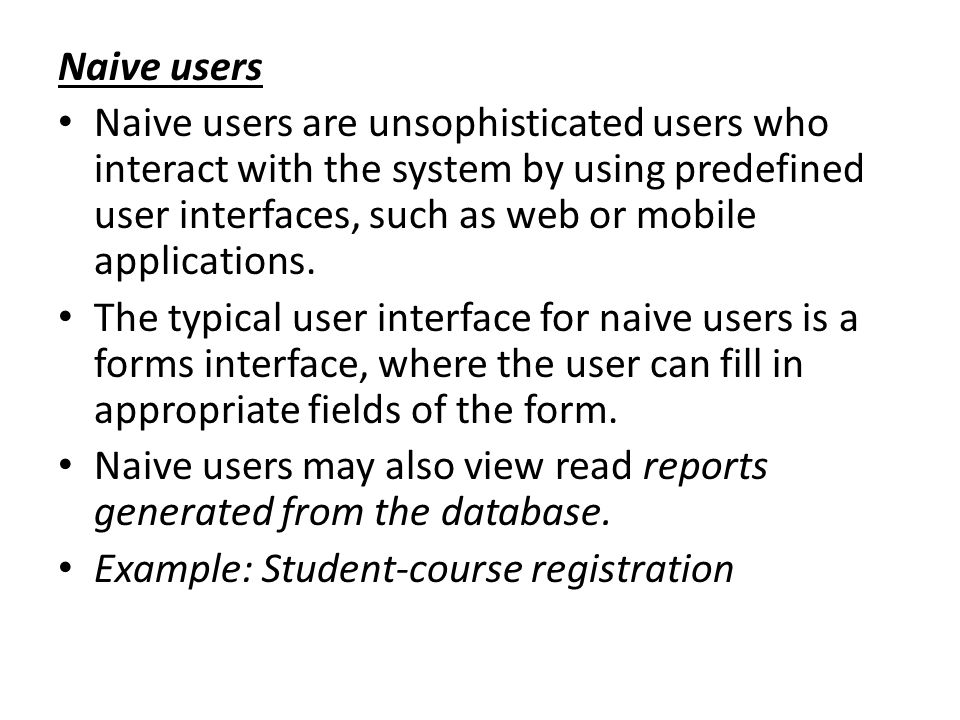 Naive users
• Naive users are unsophisticated users who
interact with the system by using predefined
user interfaces, such as web or mobile
applications.
• The typical user interface for naive users is a
forms interface, where the user can fill in
appropriate fields of the form.
• Naive users may also view read reports
generated from the database.
• Example: Student-course registration